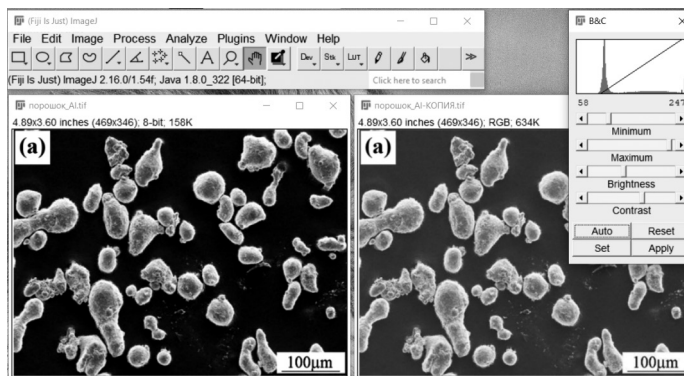 (Fiji Is Just) ImageJ
File Edit Image Process Analyze Plugins Window Help
Dev Stk LUT >>
(Fiji Is Just) ImageJ 2.16.0/1.54f; Java 1.8.0_322 [64-bit];
Click here to search
порошок_Al.tif
4.89x3.60 inches (469x346); 8-bit; 158K
(a)
100μm
порошок_Al-КОПИЯ.tif
4.89x3.60 inches (469x346); RGB; 634K
(a)
100μm
B&C
58 247
Minimum
Maximum
Brightness
Contrast
Auto Reset
Set Apply